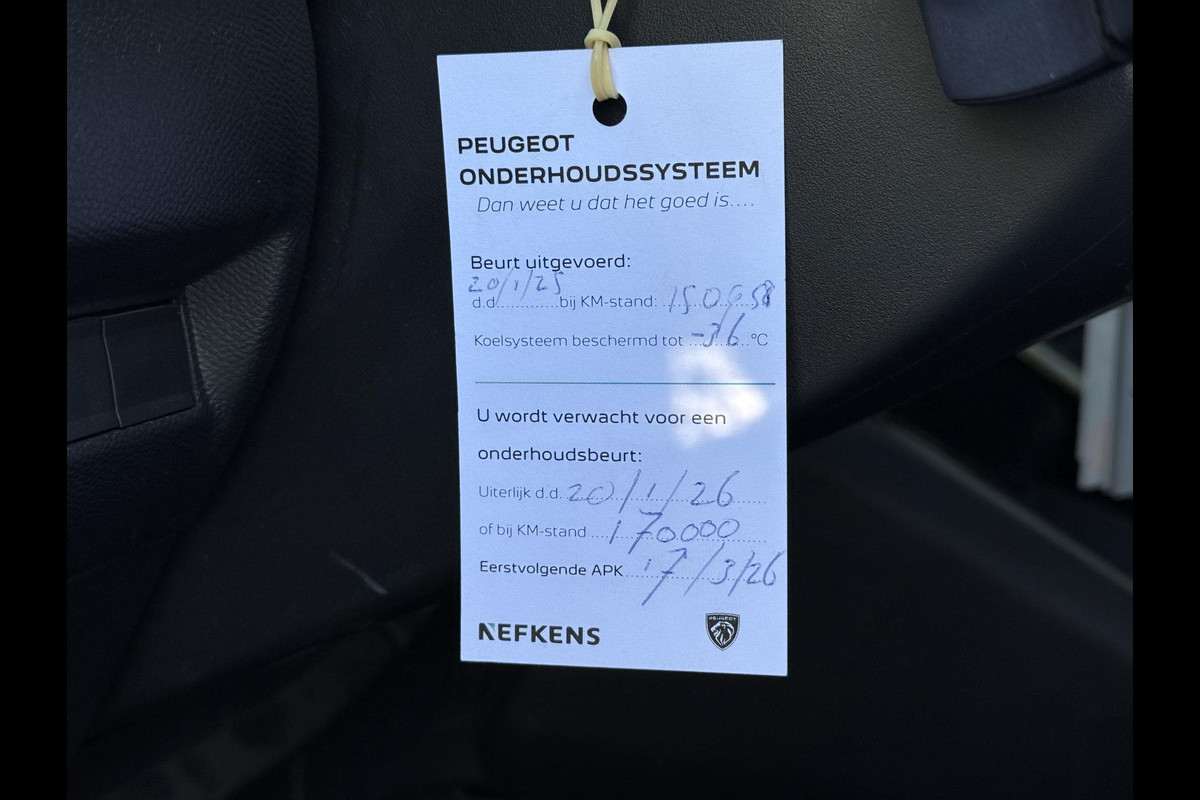 PEUGEOT
ONDERHOUDSSYSTEEM
Dan weet u dat het goed is....
Beurt uitgevoerd:
d.d. 20/1/25 bij KM-stand: 150658
Koelsysteem beschermd tot -36 °C
U wordt verwacht voor een
onderhoudsbeurt:
Uiterlijk d.d. 20/1/26
of bij KM-stand 170000
Eerstvolgende APK 17/3/26
NEFKENS
PEUGEOT